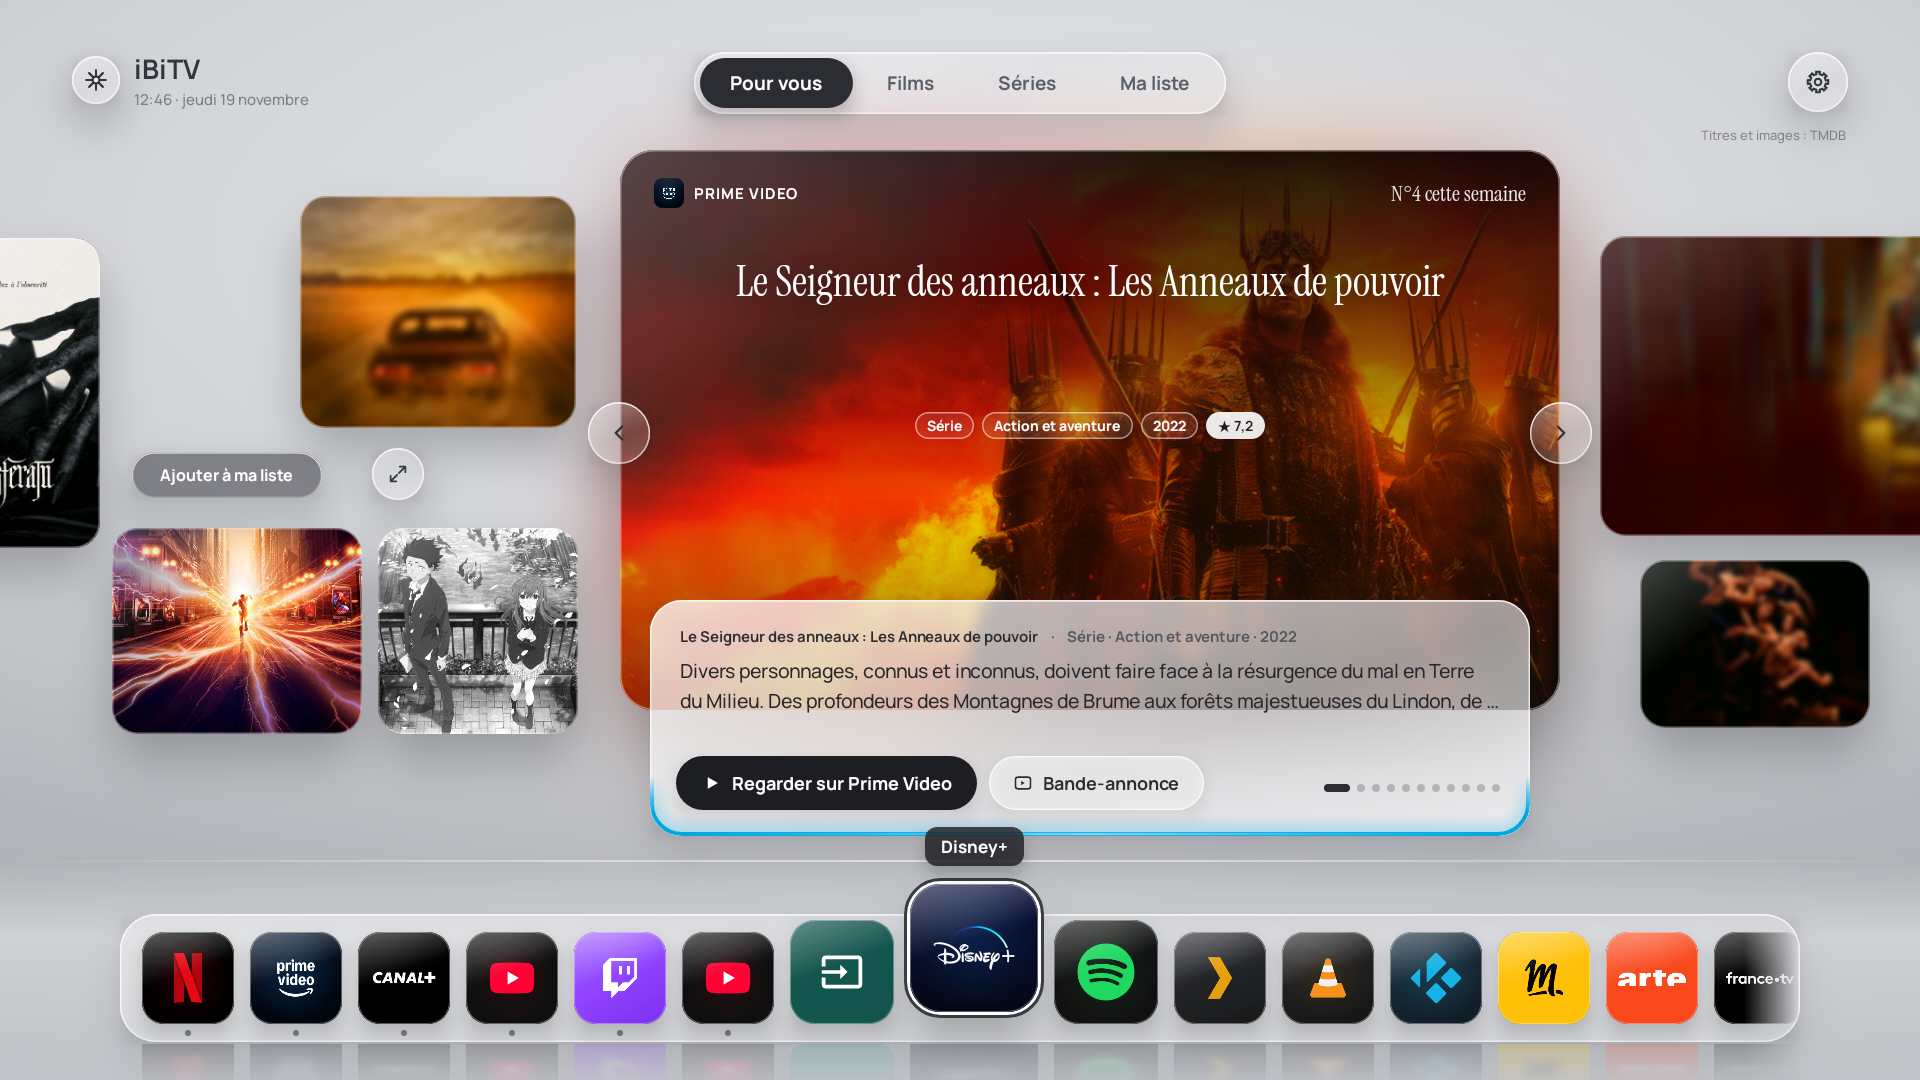 iBiTV
12:46 · jeudi 19 novembre
Pour vous
Films
Séries
Ma liste
Titres et images : TMDB
PRIME VIDEO
N°4 cette semaine
Le Seigneur des anneaux : Les Anneaux de pouvoir
Série
Action et aventure
2022
★ 7,2
à l'obscurité
Ajouter à ma liste
Le Seigneur des anneaux : Les Anneaux de pouvoir · Série · Action et aventure · 2022
Divers personnages, connus et inconnus, doivent faire face à la résurgence du mal en Terre
du Milieu. Des profondeurs des Montagnes de Brume aux forêts majestueuses du Lindon, de ...
Regarder sur Prime Video
Bande-annonce
Disney+
N
prime video
CANAL+
Disney+
m.
arte
france•tv